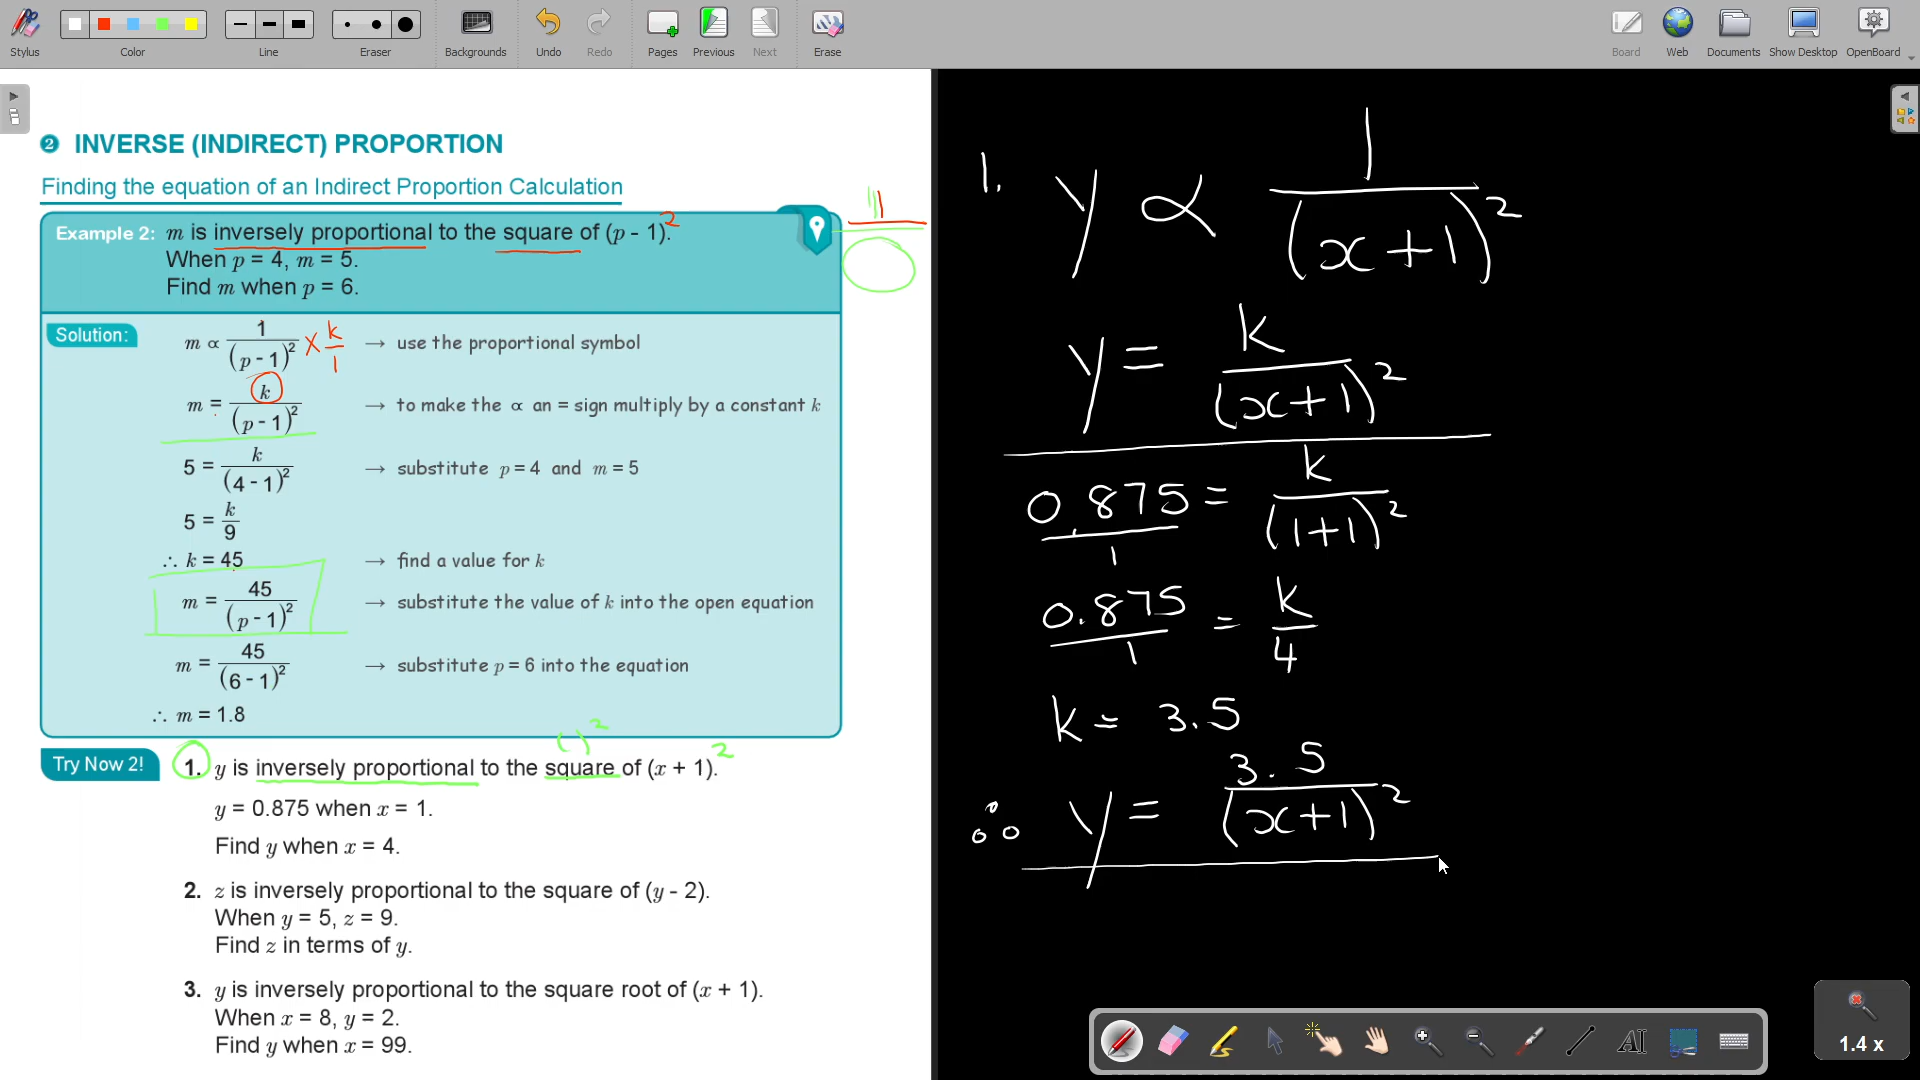 Stylus Color Line Eraser Backgrounds Undo Redo Pages Previous Next Erase Board Web Documents Show Desktop OpenBoard
❷ INVERSE (INDIRECT) PROPORTION
Finding the equation of an Indirect Proportion Calculation
Example 2: m is inversely proportional to the square of (p - 1).²
When p = 4, m = 5.
Find m when p = 6.
Solution:
m ∝ 1/(p - 1)² × k/1 → use the proportional symbol
m = k/(p - 1)² → to make the ∝ an = sign multiply by a constant k
5 = k/(4 - 1)² → substitute p = 4 and m = 5
5 = k/9
∴ k = 45 → find a value for k
m = 45/(p - 1)² → substitute the value of k into the open equation
m = 45/(6 - 1)² → substitute p = 6 into the equation
∴ m = 1.8
( )²
Try Now 2! 1. y is inversely proportional to the square of (x + 1).²
y = 0.875 when x = 1.
Find y when x = 4.
2. z is inversely proportional to the square of (y - 2).
When y = 5, z = 9.
Find z in terms of y.
3. y is inversely proportional to the square root of (x + 1).
When x = 8, y = 2.
Find y when x = 99.
1. y ∝ 1/(x+1)²
y = k/(x+1)²
0.875/1 = k/(1+1)²
0.875/1 = k/4
k = 3.5
∴ y = 3.5/(x+1)²
AI
1.4 x